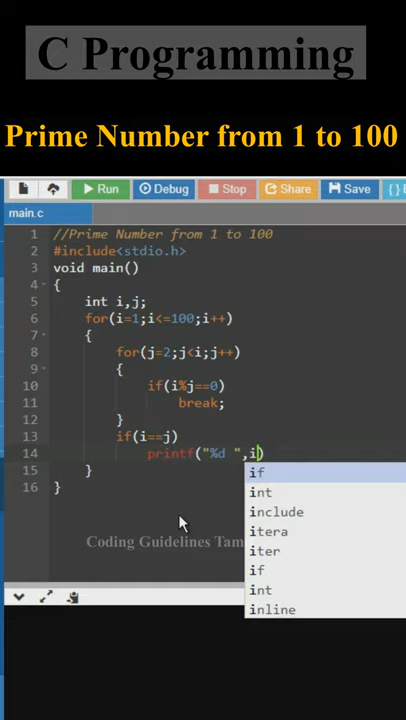 C Programming
Prime Number from 1 to 100
Run Debug Stop Share Save {}
main.c
1 //Prime Number from 1 to 100
2 #include<stdio.h>
3 void main()
4 {
5 int i,j;
6 for(i=1;i<=100;i++)
7 {
8 for(j=2;j<i;j++)
9 {
10 if(i%j==0)
11 break;
12 }
13 if(i==j)
14 printf("%d ",i)
15 }
16 }
if
int
include
itera
iter
if
int
inline
Coding Guidelines Tam